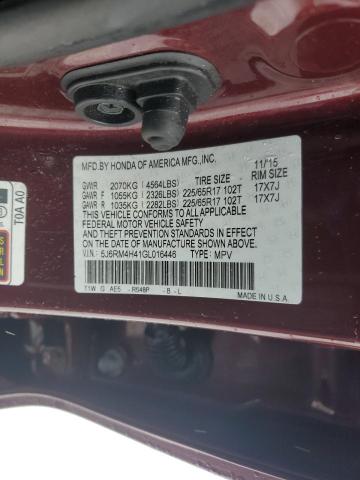 MFD.BY HONDA OF AMERICA MFG.,INC. 11/15
GVWR 2070KG (4564LBS) TIRE SIZE RIM SIZE
GAWR F 1055KG (2326LBS) 225/65R17 102T 17X7J
GAWR R 1035KG (2282LBS) 225/65R17 102T 17X7J
THIS VEHICLE CONFORMS TO ALL APPLICABLE
FEDERAL MOTOR VEHICLE SAFETY AND THEFT
PREVENTION STANDARDS IN EFFECT ON THE DATE
OF MANUFACTURE SHOWN ABOVE.
V.I.N.: 5J6RM4H41GL016446 TYPE: MPV
T1W G AE5 - R548P - B - L
MADE IN U.S.A.
T0A A0